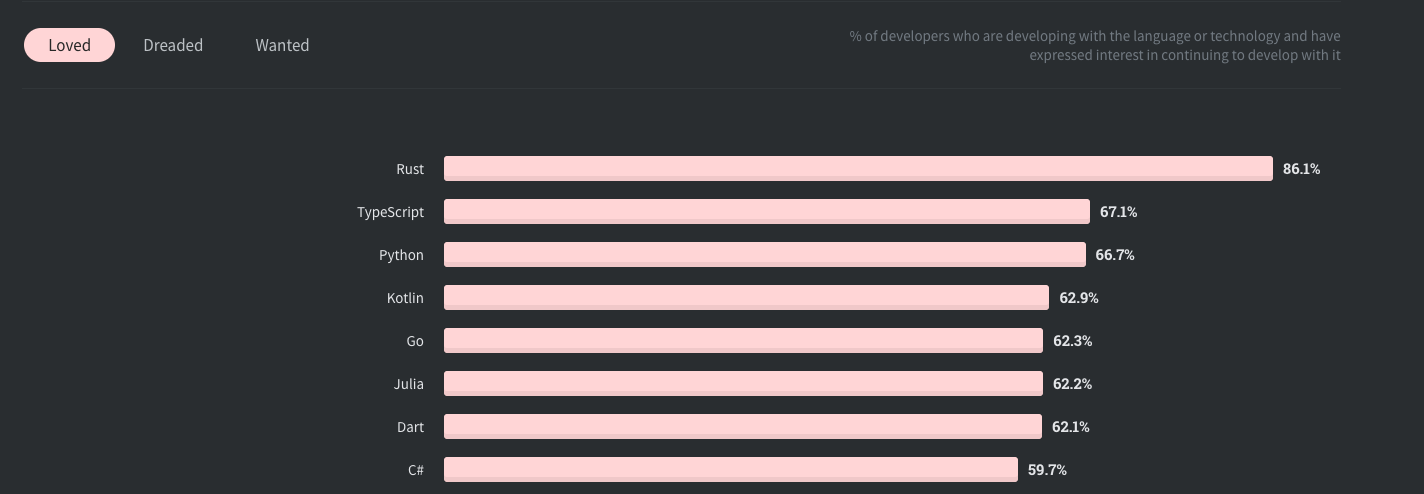 Loved Dreaded Wanted
% of developers who are developing with the language or technology and have
expressed interest in continuing to develop with it
Rust 86.1%
TypeScript 67.1%
Python 66.7%
Kotlin 62.9%
Go 62.3%
Julia 62.2%
Dart 62.1%
C# 59.7%